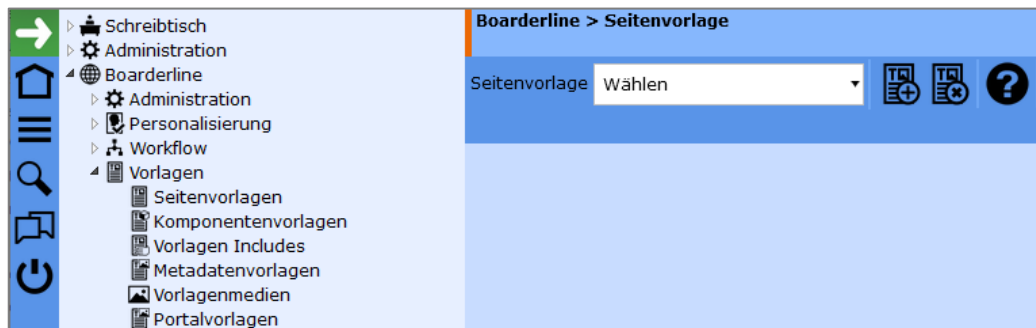 Schreibtisch
Administration
Boarderline
Administration
Personalisierung
Workflow
Vorlagen
Seitenvorlagen
Komponentenvorlagen
Vorlagen Includes
Metadatenvorlagen
Vorlagenmedien
Portalvorlagen
Boarderline > Seitenvorlage
Seitenvorlage Wählen